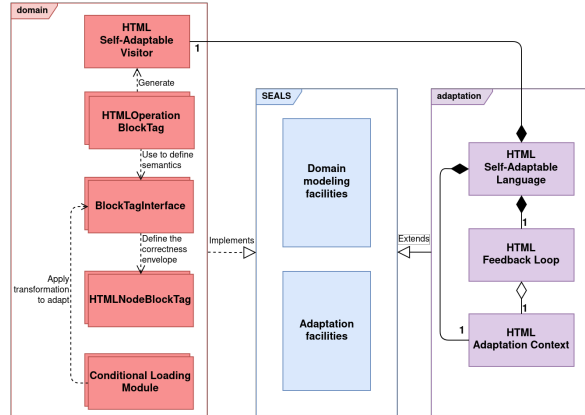 domain
HTML
Self-Adaptable
Visitor
1
Generate
HTMLOperation
BlockTag
Use to define
semantics
BlockTagInterface
Define the
correctness
envelope
Apply
transformation
to adapt
HTMLNodeBlockTag
Conditional Loading
Module
Implements
SEALS
Domain
modeling
facilities
Adaptation
facilities
Extends
adaptation
HTML
Self-Adaptable
Language
1
HTML
Feedback Loop
1
1
HTML
Adaptation Context